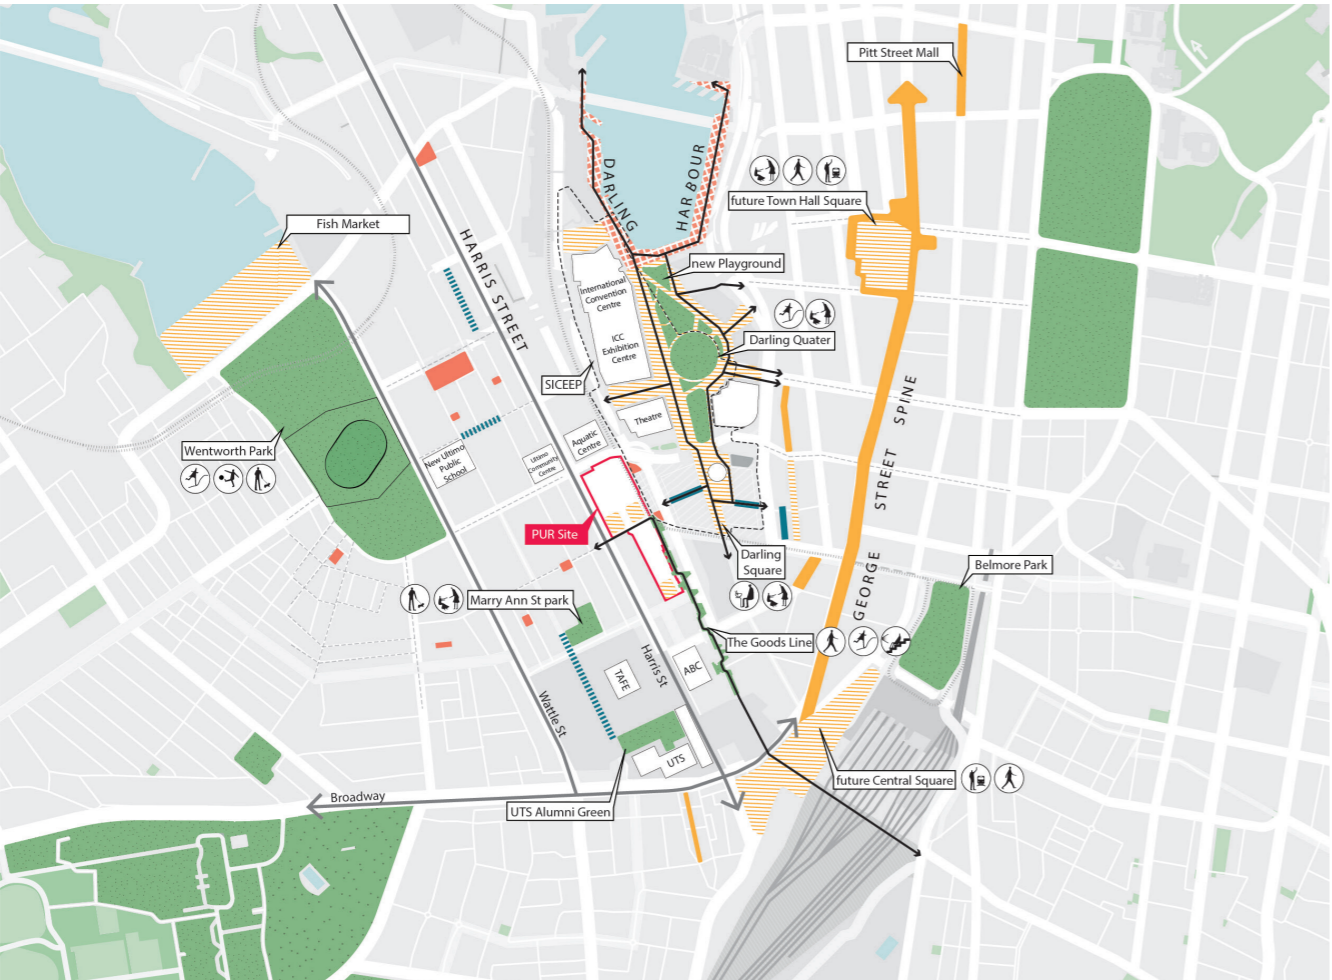 Pitt Street Mall
future Town Hall Square
Fish Market
DARLING
HARBOUR
HARRIS STREET
new Playground
International
Convention
Centre
ICC
Exhibition
Centre
Darling Quater
SICEEP
Theatre
Aquatic
Centre
Wentworth Park
New Ultimo
Public
School
Ultimo
Community
Centre
GEORGE STREET SPINE
PUR Site
Darling
Square
Belmore Park
Marry Ann St park
The Goods Line
Harris St
ABC
TAFE
Wattle St
UTS
future Central Square
Broadway
UTS Alumni Green